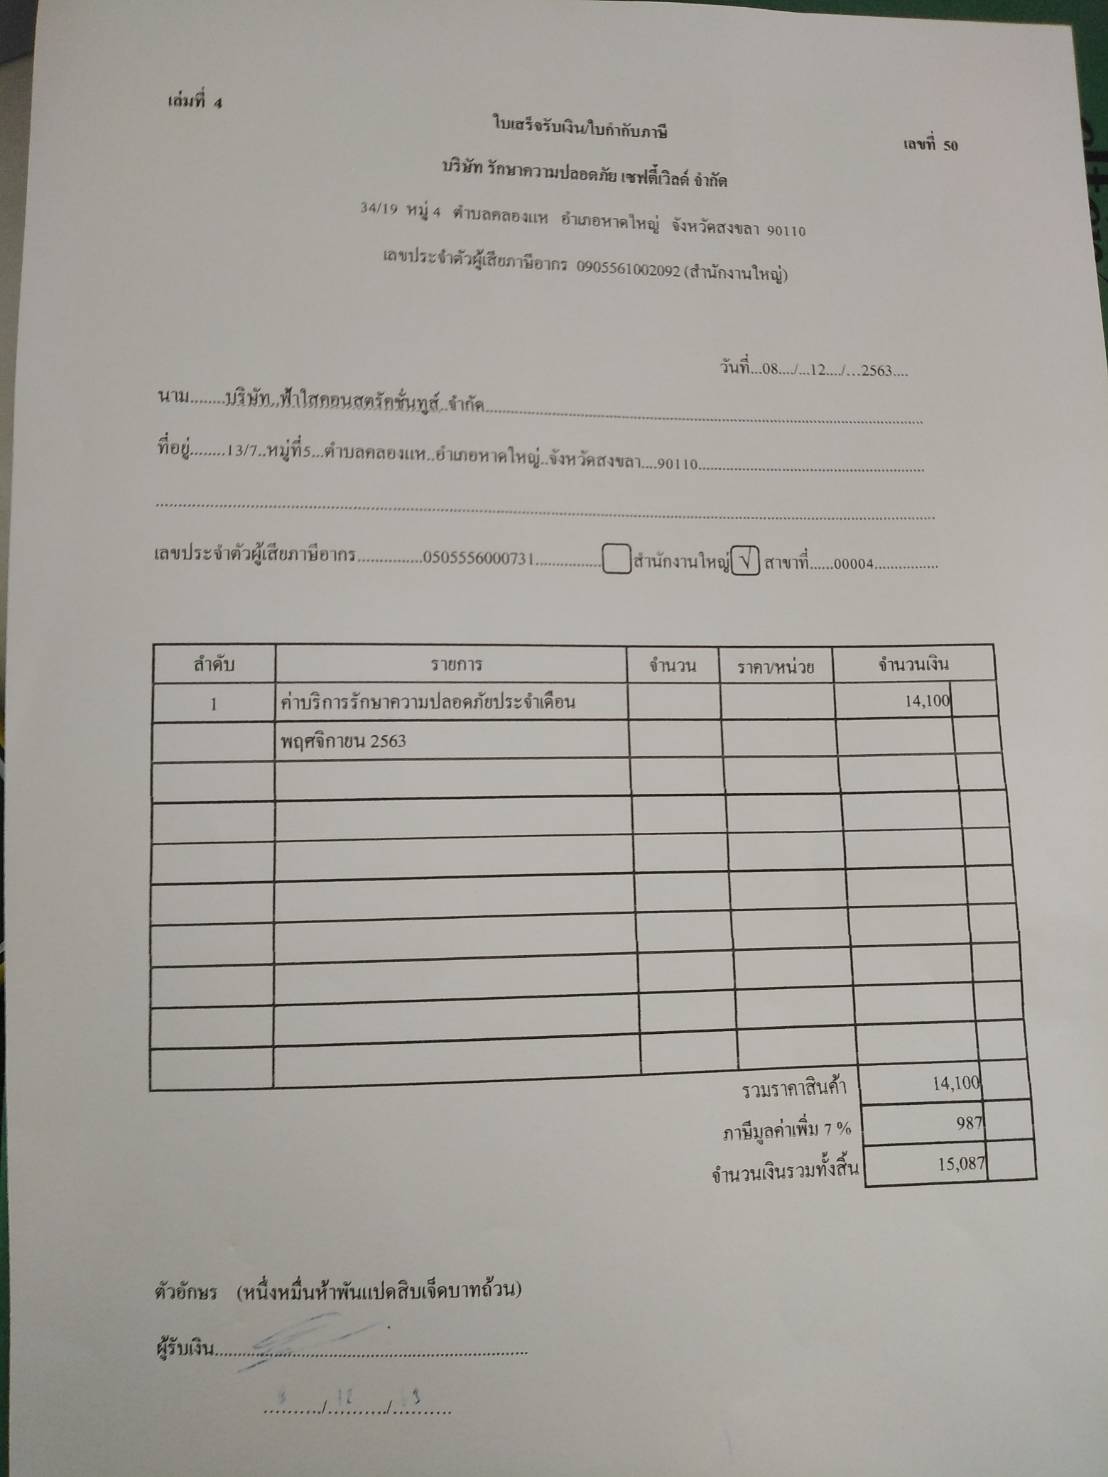 เล่มที่ 4
ใบเสร็จรับเงิน/ใบกำกับภาษี
เลขที่ 50
บริษัท รักษาความปลอดภัย เซฟตี้เวิลด์ จำกัด
34/19 หมู่ 4 ตำบลคลองแห อำเภอหาดใหญ่ จังหวัดสงขลา 90110
เลขประจำตัวผู้เสียภาษีอากร 0905561002092 (สำนักงานใหญ่)
วันที่...08..../...12..../...2563....
นาม........บริษัท..ฟ้าใสคอนสตรัคชั่นทูส์..จำกัด
ที่อยู่........13/7..หมู่ที่5...ตำบลคลองแห..อำเภอหาดใหญ่..จังหวัดสงขลา....90110
เลขประจำตัวผู้เสียภาษีอากร...............0505556000731............... สำนักงานใหญ่ √ สาขาที่......00004...............
ลำดับ รายการ จำนวน ราคา/หน่วย จำนวนเงิน
1 ค่าบริการรักษาความปลอดภัยประจำเดือน 14,100
พฤศจิกายน 2563
รวมราคาสินค้า 14,100
ภาษีมูลค่าเพิ่ม 7 % 987
จำนวนเงินรวมทั้งสิ้น 15,087
ตัวอักษร (หนึ่งหมื่นห้าพันแปดสิบเจ็ดบาทถ้วน)
ผู้รับเงิน
/ 12 /